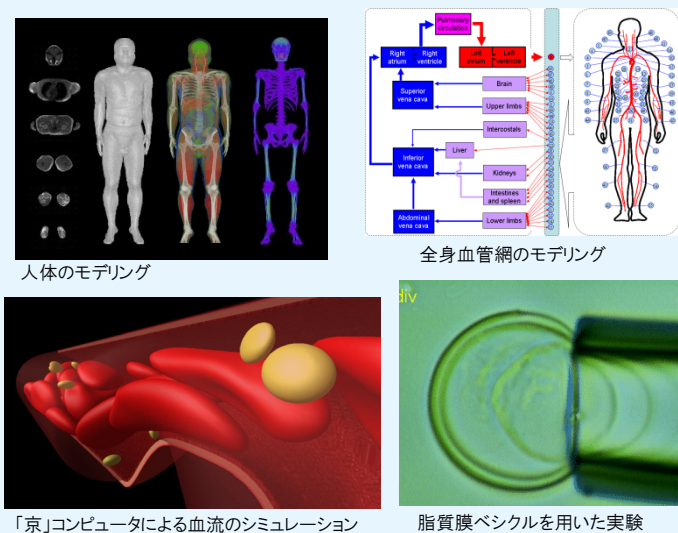 人体のモデリング
Pulmonary
circulation
Right
atrium
Right
ventricle
Left
atrium
Left
ventricle
Brain
Superior
vena cava
Upper limbs
Intercostals
Liver
Inferior
vena cava
Kidneys
Intestines
and spleen
Abdominal
vena cava
Lower limbs
全身血管網のモデリング
「京」コンピュータによる血流のシミュレーション
div
脂質膜ベシクルを用いた実験